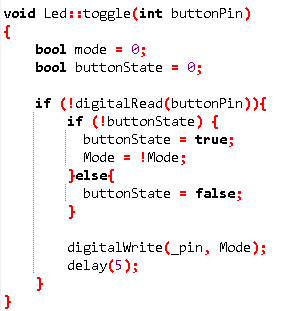 void Led::toggle(int buttonPin)
{
bool mode = 0;
bool buttonState = 0;
if (!digitalRead(buttonPin)){
if (!buttonState) {
buttonState = true;
Mode = !Mode;
}else{
buttonState = false;
}
digitalWrite(_pin, Mode);
delay(5);
}
}